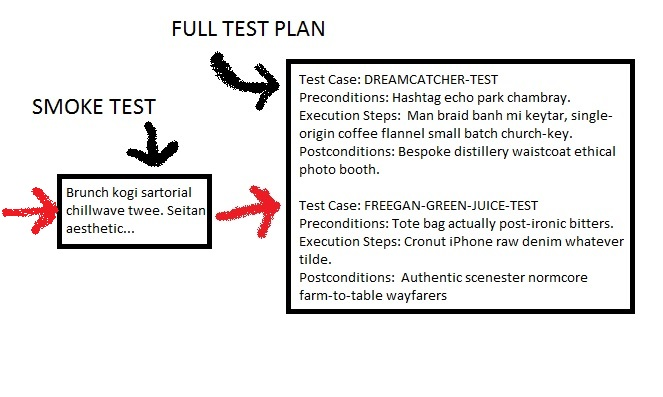 FULL TEST PLAN
SMOKE TEST
Brunch kogi sartorial
chillwave twee. Seitan
aesthetic...
Test Case: DREAMCATCHER-TEST
Preconditions: Hashtag echo park chambray.
Execution Steps:  Man braid banh mi keytar, single-
origin coffee flannel small batch church-key.
Postconditions: Bespoke distillery waistcoat ethical
photo booth.
Test Case: FREEGAN-GREEN-JUICE-TEST
Preconditions: Tote bag actually post-ironic bitters.
Execution Steps: Cronut iPhone raw denim whatever
tilde.
Postconditions:  Authentic scenester normcore
farm-to-table wayfarers